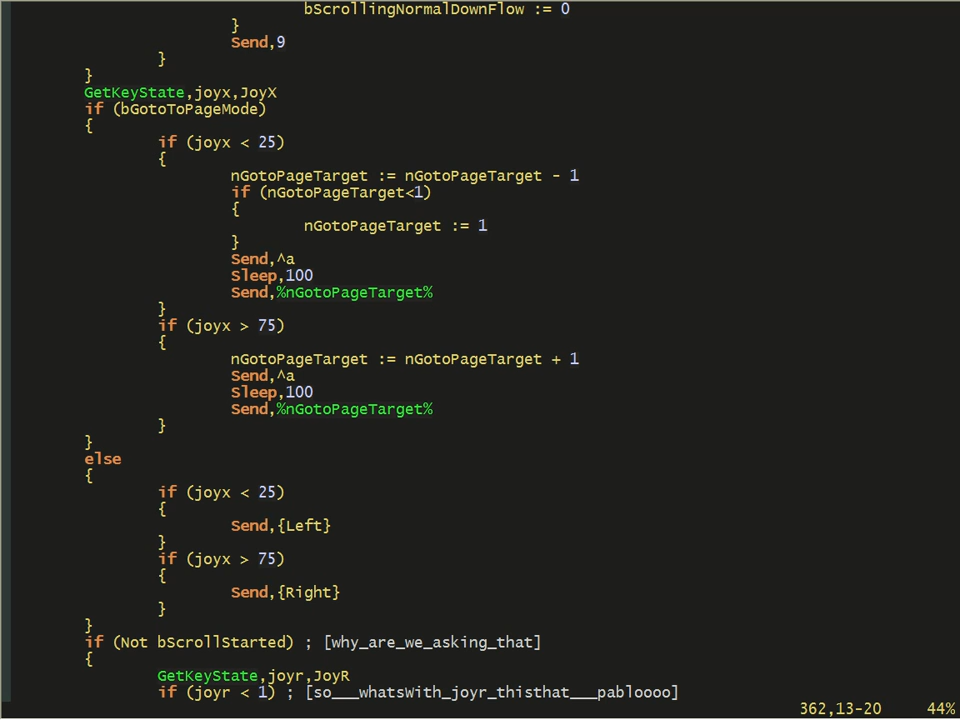 bScrollingNormalDownFlow := 0
}
Send,9
}
}
GetKeyState,joyx,JoyX
if (bGotoToPageMode)
{
if (joyx < 25)
{
nGotoPageTarget := nGotoPageTarget - 1
if (nGotoPageTarget<1)
{
nGotoPageTarget := 1
}
Send,^a
Sleep,100
Send,%nGotoPageTarget%
}
if (joyx > 75)
{
nGotoPageTarget := nGotoPageTarget + 1
Send,^a
Sleep,100
Send,%nGotoPageTarget%
}
}
else
{
if (joyx < 25)
{
Send,{Left}
}
if (joyx > 75)
{
Send,{Right}
}
}
if (Not bScrollStarted) ; [why_are_we_asking_that]
{
GetKeyState,joyr,JoyR
if (joyr < 1) ; [so___whatsWith_joyr_thisthat___pabloooo]
362,13-20 44%